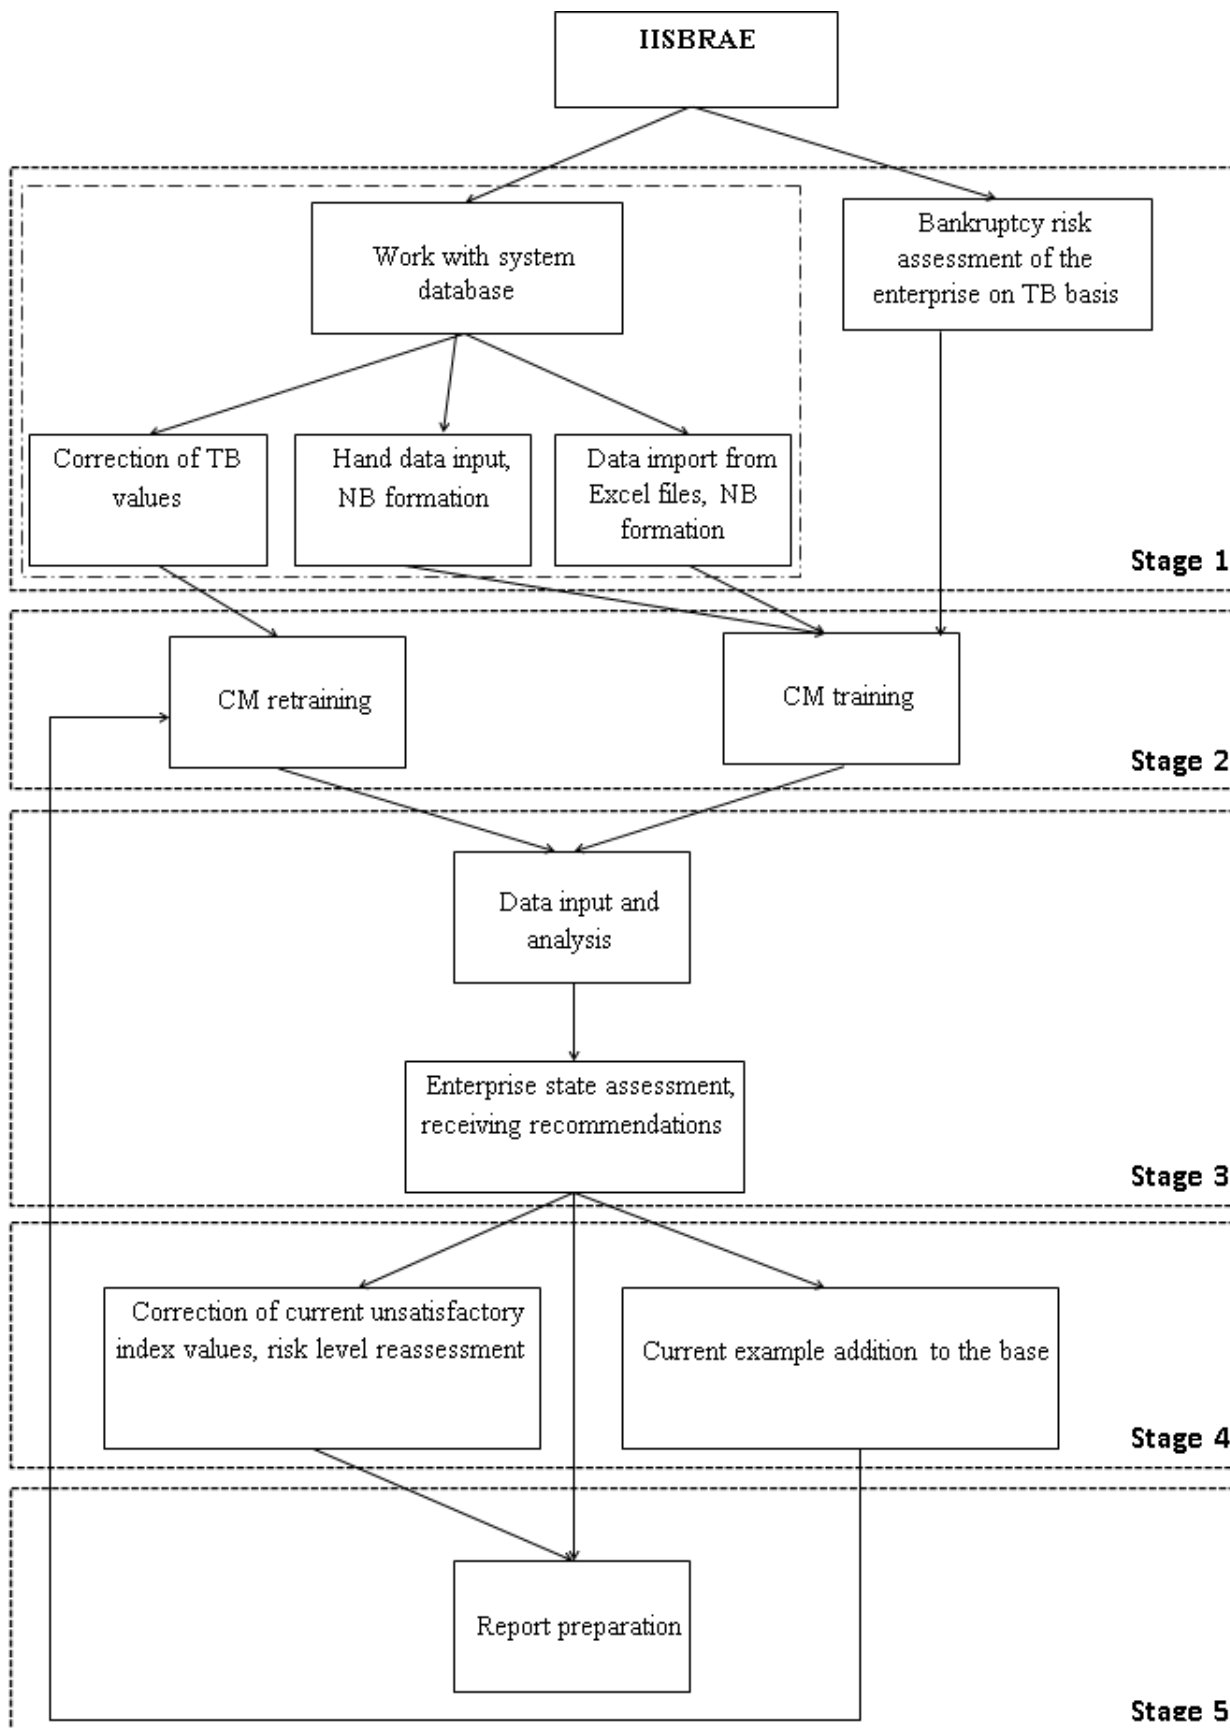 IISBRAE
Work with system
database
Bankruptcy risk
assessment of the
enterprise on TB basis
Correction of TB
values
Hand data input,
NB formation
Data import from
Excel files, NB
formation
Stage 1
CM retraining
CM training
Stage 2
Data input and
analysis
Enterprise state assessment,
receiving recommendations
Stage 3
Correction of current unsatisfactory
index values, risk level reassessment
Current example addition to the base
Stage 4
Report preparation
Stage 5